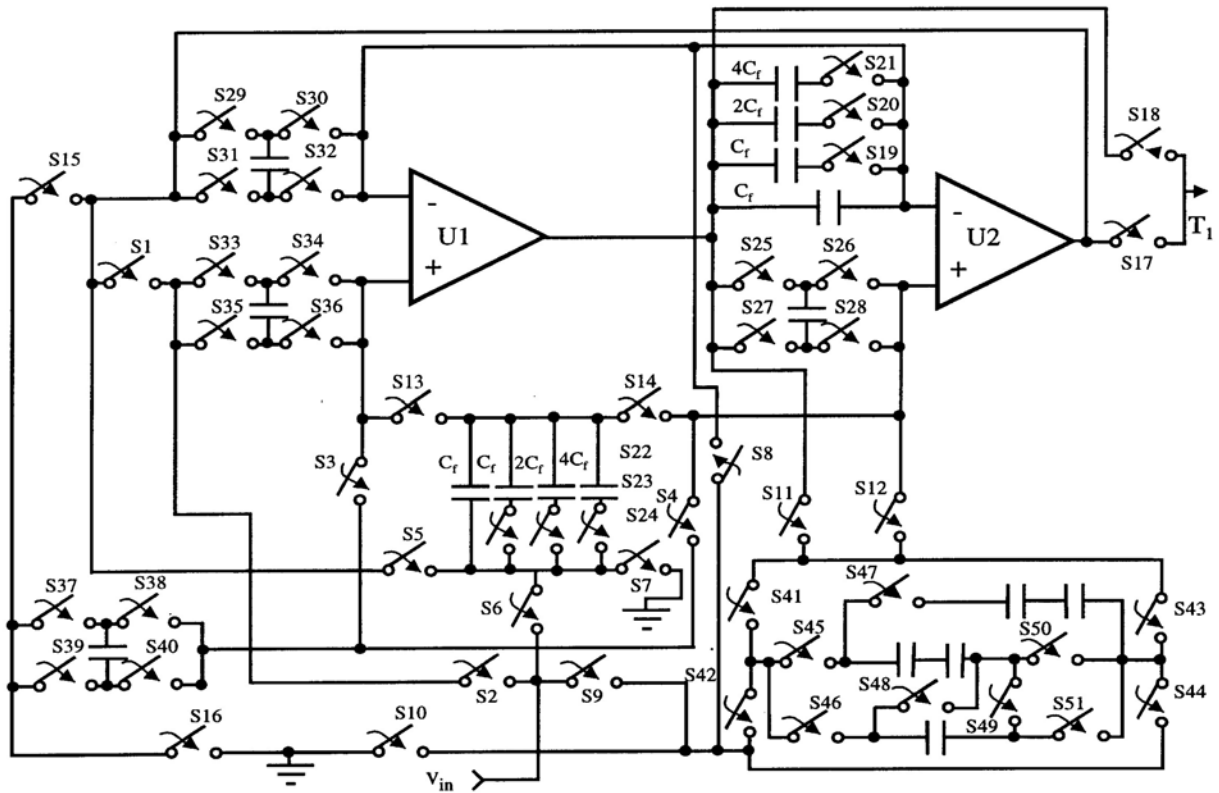 4Cf
S21
S29
S30
2Cf
S20
S18
S15
S31
S32
Cf
S19
Cf
-
-
U1
U2
T1
S1
S33
S34
+
S25
S26
+
S17
S35
S36
S27
S28
S13
S14
S3
Cf
Cf
2Cf
4Cf
S22
S23
S8
S4
S11
S12
S24
S5
S7
S47
S41
S43
S6
S37
S38
S45
S50
S39
S40
S42
S48
S44
S2
S9
S46
S49
S51
S16
S10
Vin